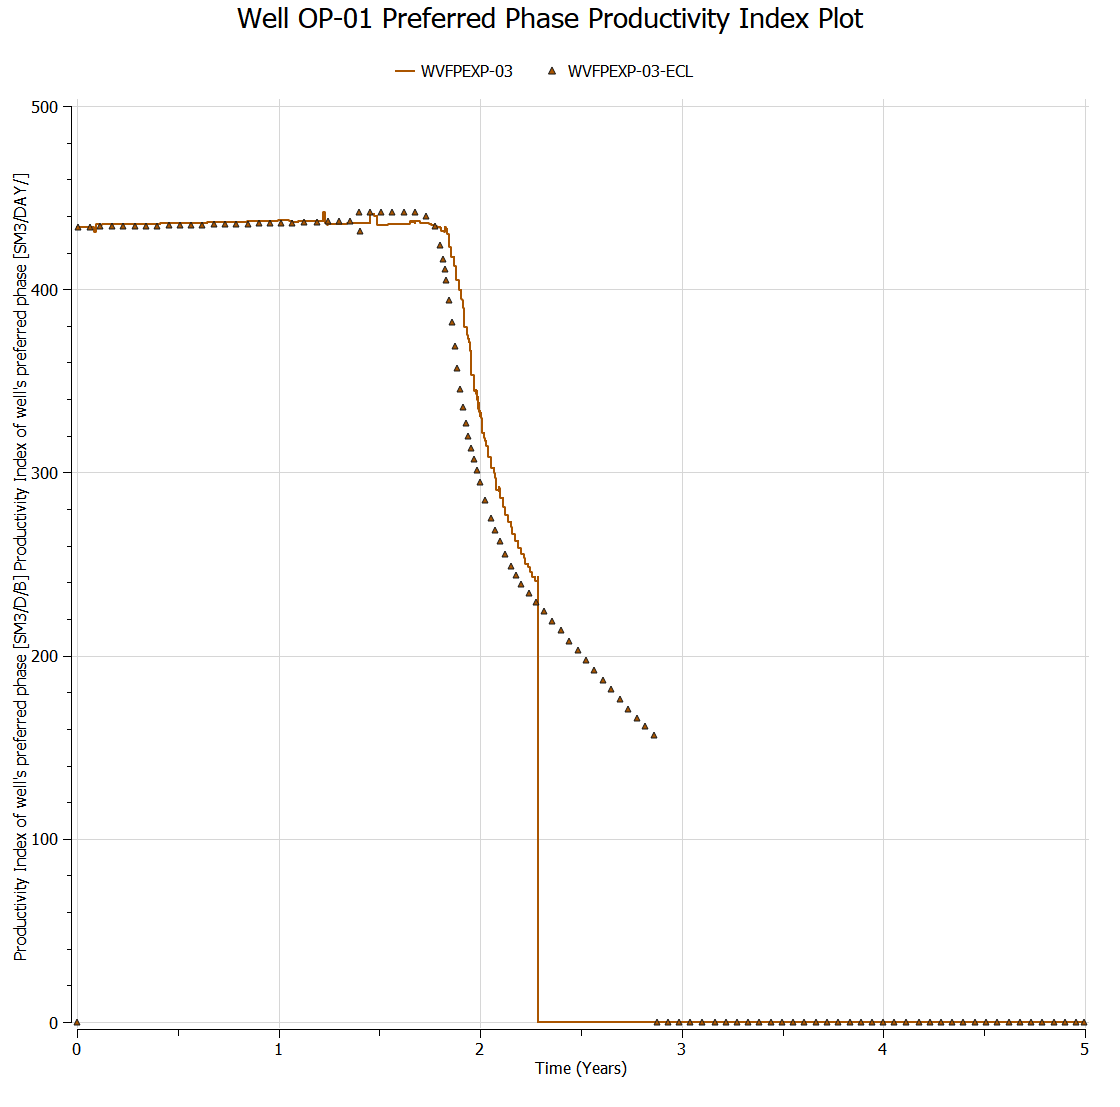 Well OP-01 Preferred Phase Productivity Index Plot
WVFPEXP-03
WVFPEXP-03-ECL
Productivity Index of well's preferred phase [SM3/D/B] Productivity Index of well's preferred phase [SM3/DAY/]
500
400
300
200
100
0
0 1 2 3 4 5
Time (Years)